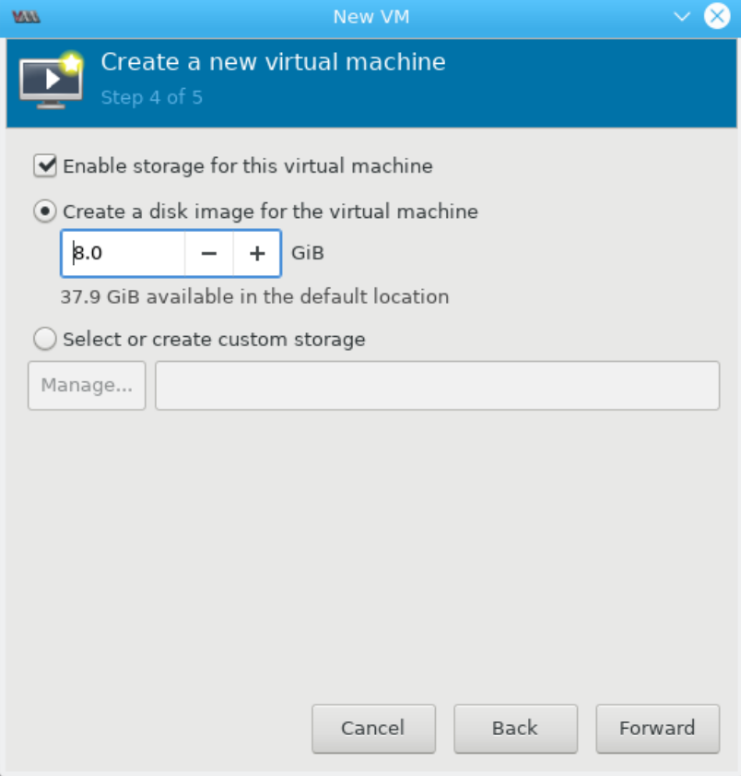 New VM
Create a new virtual machine
Step 4 of 5
Enable storage for this virtual machine
Create a disk image for the virtual machine
8.0 − + GiB
37.9 GiB available in the default location
Select or create custom storage
Manage...
Cancel Back Forward